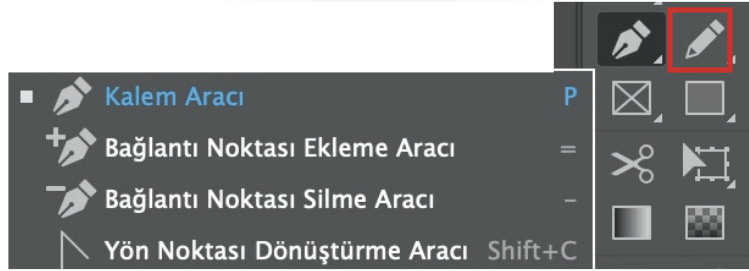 Kalem Aracı P
Bağlantı Noktası Ekleme Aracı =
Bağlantı Noktası Silme Aracı –
Yön Noktası Dönüştürme Aracı Shift+C